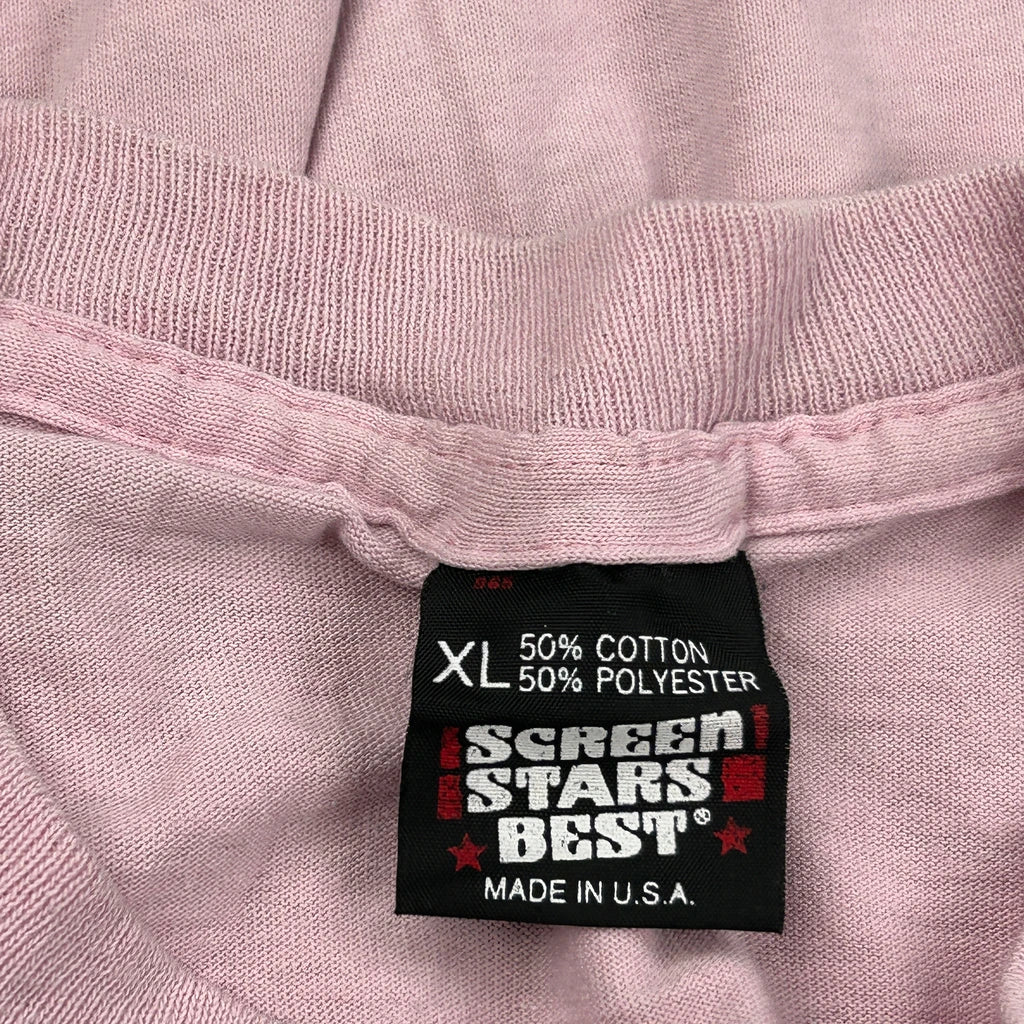 XL 50% COTTON
50% POLYESTER
SCREEN
STARS
BEST®
MADE IN U.S.A.